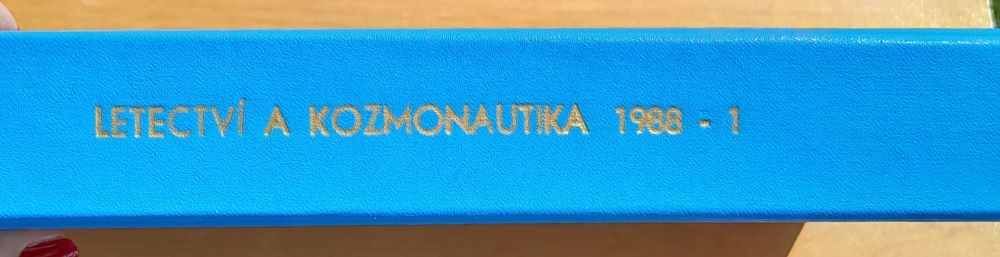 LETECTVÍ A KOZMONAUTIKA 1988 - 1